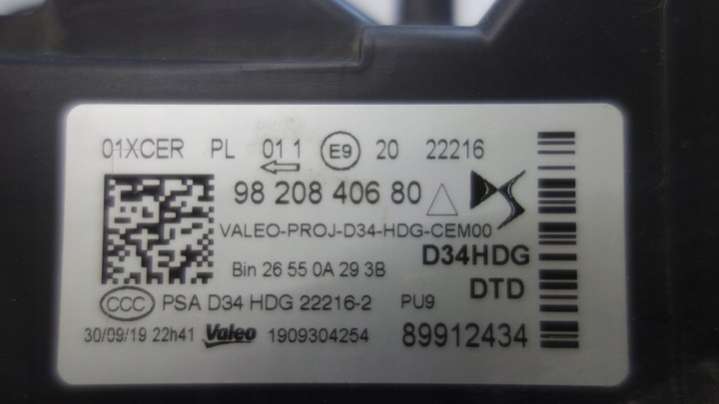 01XCER PL 01 1 E9 20 22216
98 208 406 80
VALEO-PROJ-D34-HDG-CEM00
Bin 26 55 0A 29 3B
D34HDG
DTD
CCC PSA D34 HDG 22216-2 PU9
30/09/19 22h41 Valeo 1909304254 89912434